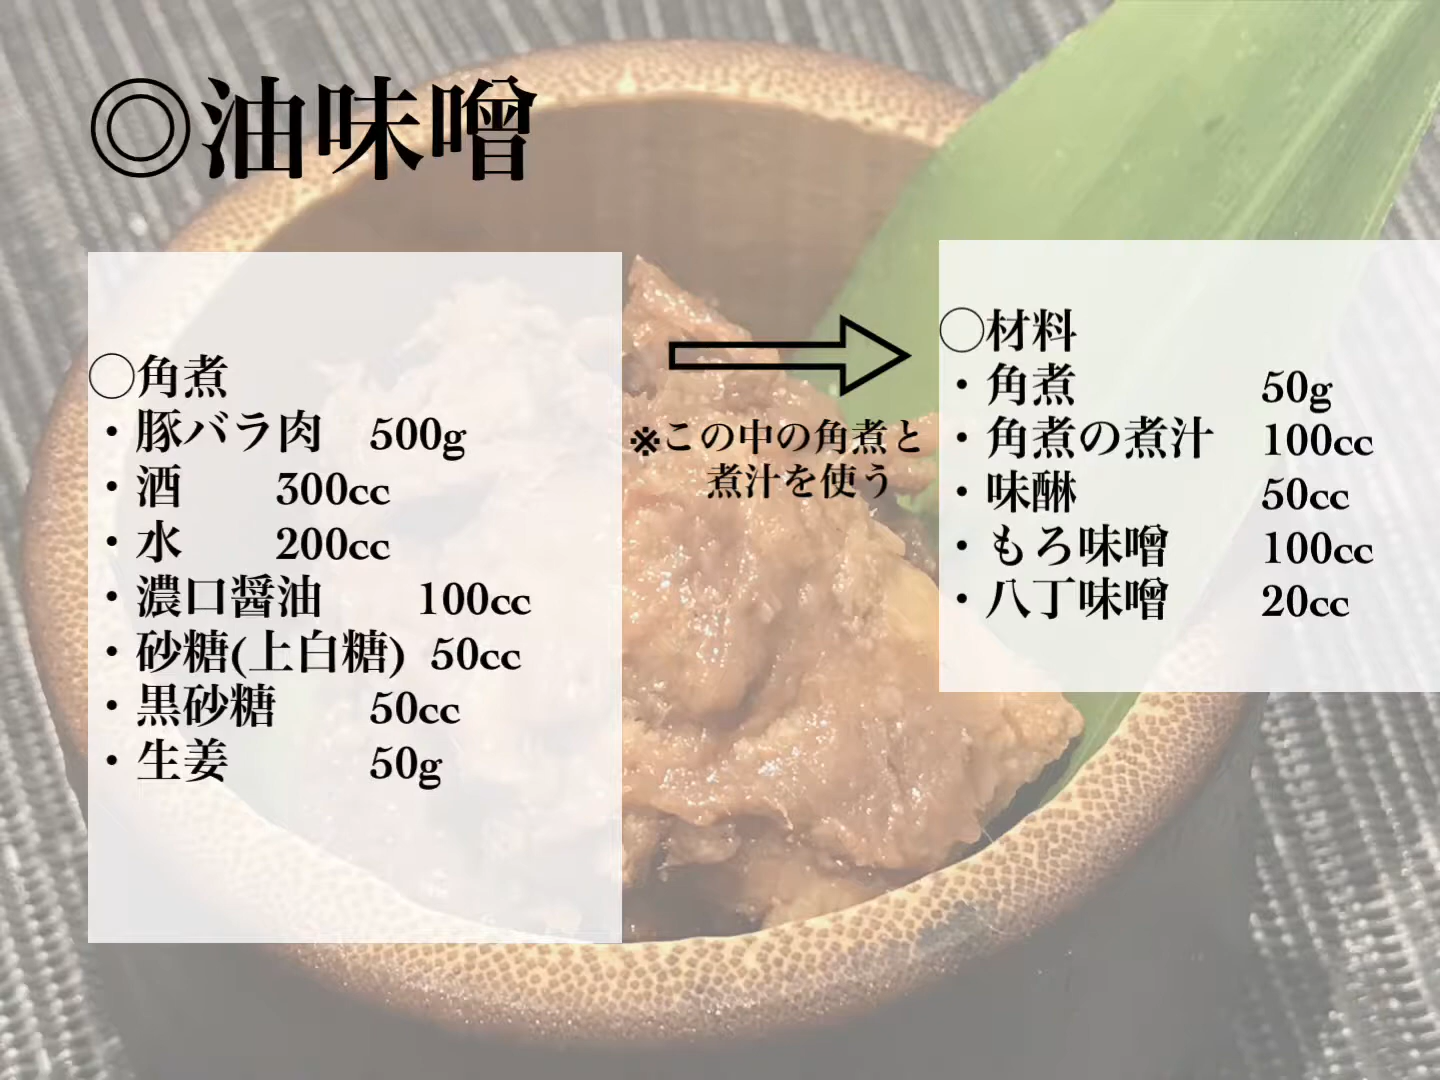 ◎油味噌
◯角煮
・豚バラ肉 500g
・酒 300cc
・水 200cc
・濃口醤油 100cc
・砂糖(上白糖) 50cc
・黒砂糖 50cc
・生姜 50g
※この中の角煮と
煮汁を使う
◯材料
・角煮 50g
・角煮の煮汁 100cc
・味醂 50cc
・もろ味噌 100cc
・八丁味噌 20cc